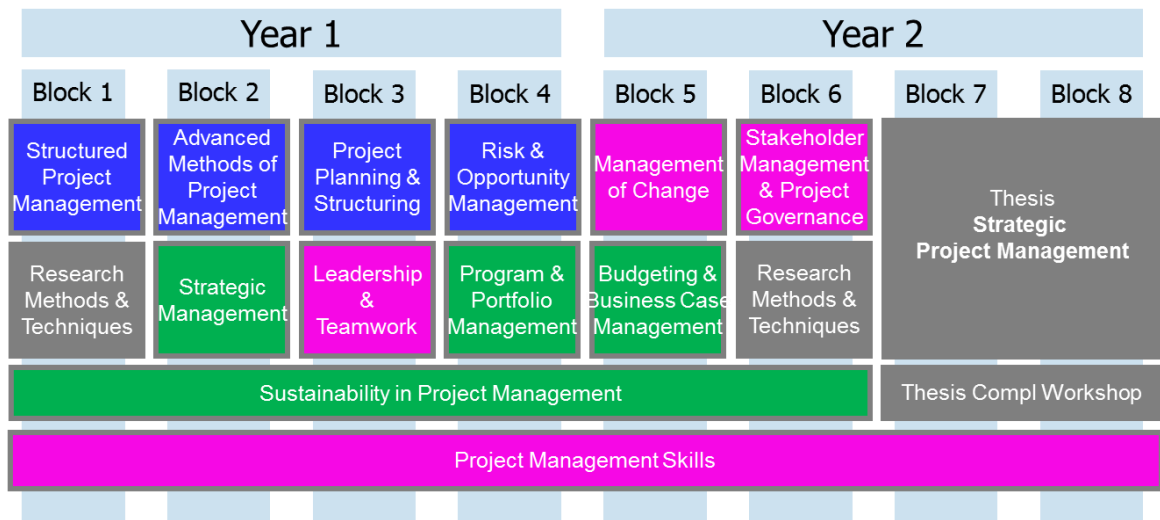 Year 1
Year 2
Block 1
Block 2
Block 3
Block 4
Block 5
Block 6
Block 7
Block 8
Structured
Project
Management
Advanced
Methods of
Project
Management
Project
Planning &
Structuring
Risk &
Opportunity
Management
Management
of Change
Stakeholder
Management
& Project
Governance
Thesis
Strategic
Project Management
Research
Methods &
Techniques
Strategic
Management
Leadership
&
Teamwork
Program &
Portfolio
Management
Budgeting &
Business Case
Management
Research
Methods &
Techniques
Sustainability in Project Management
Thesis Compl Workshop
Project Management Skills